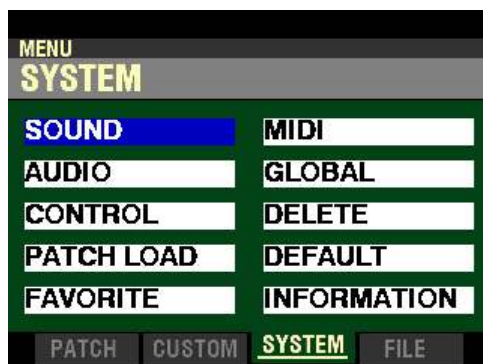 MENU
SYSTEM
SOUND
MIDI
AUDIO
GLOBAL
CONTROL
DELETE
PATCH LOAD
DEFAULT
FAVORITE
INFORMATION
PATCH CUSTOM SYSTEM FILE